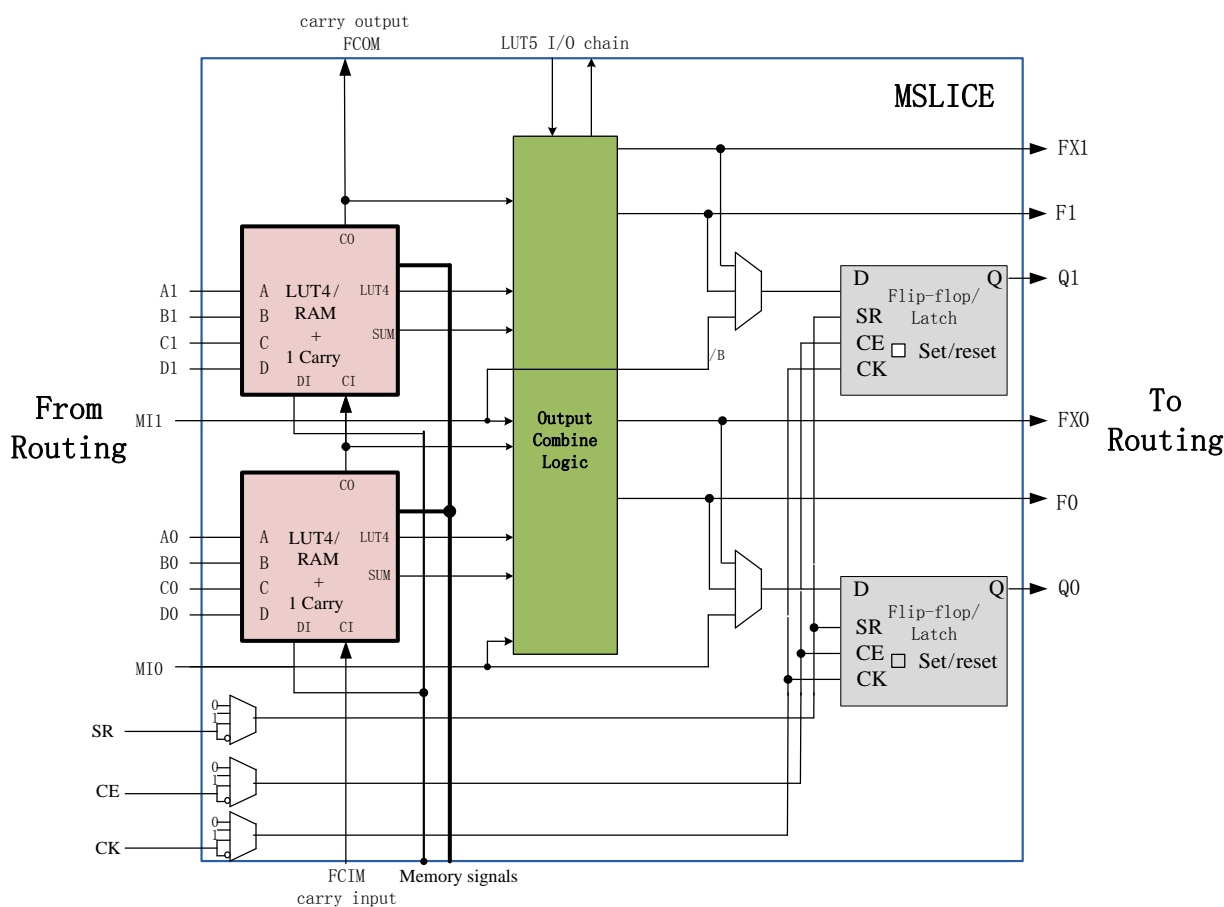 carry output
FCOM
LUT5 I/O chain
MSLICE
FX1
F1
CO
A1
B1
C1
D1
A
B
C
D
LUT4/
RAM
+
1 Carry
LUT4
SUM
DI
CI
/B
D
Q
Flip-flop/
Latch
SR
CE
CK
Set/reset
Q1
From
Routing
MI1
Output
Combine
Logic
FX0
To
Routing
F0
CO
A0
B0
C0
D0
A
B
C
D
LUT4/
RAM
+
1 Carry
LUT4
SUM
DI
CI
D
Q
Flip-flop/
Latch
SR
CE
CK
Set/reset
Q0
MI0
0
1
SR
0
1
CE
0
1
CK
FCIM
carry input
Memory signals